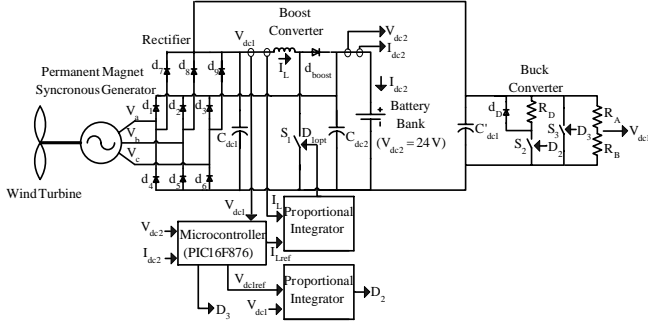 Boost
Converter
Rectifier
V_dc1
V_dc2
I_dc2
d_7
d_8
d_9
I_L
d_boost
I_dc2
Buck
Converter
Permanent Magnet
Syncronous Generator
V_a
V_b
V_c
d_1
d_2
d_3
d_4
d_5
d_6
C_dc1
S_1
D_1opt
C_dc2
Battery
Bank
(V_dc2 = 24 V)
C'_dc1
d_D
R_D
S_2
D_2
S_3
D_3
R_A
R_B
V_dc1
Wind Turbine
V_dc1
I_L
Proportional
Integrator
V_dc2
I_dc2
Microcontroller
(PIC16F876)
I_Lref
V_dc1ref
V_dc1
Proportional
Integrator
D_2
D_3